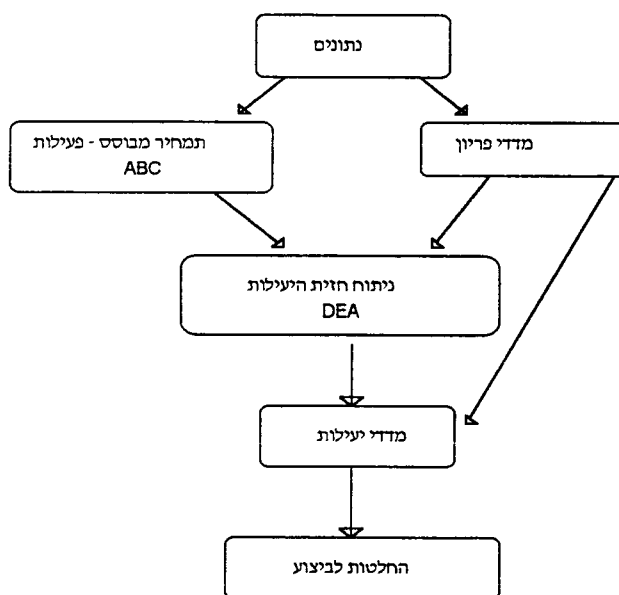 נתונים
תמחיר מבוסס - פעילות
ABC
מדדי פריון
ניתוח חזית היעילות
DEA
מדדי יעילות
החלטות לביצוע